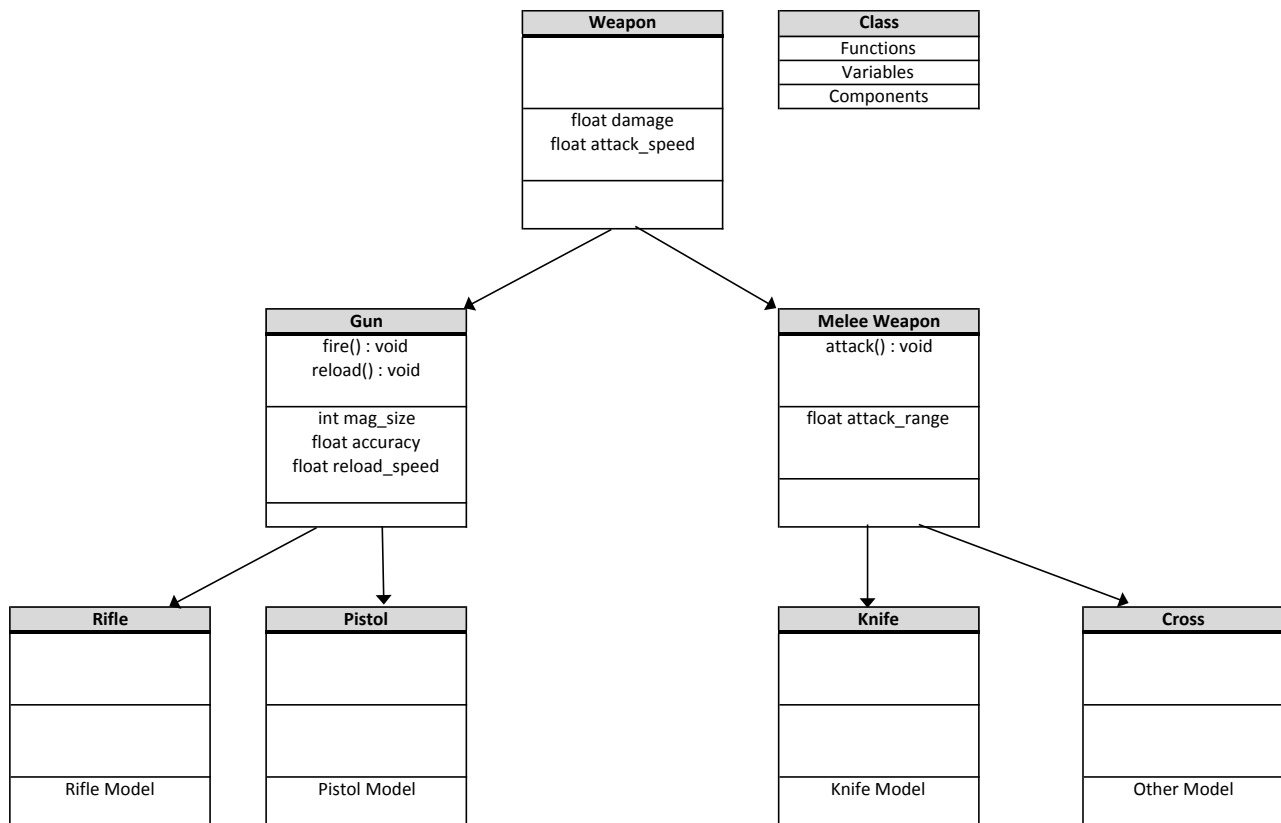 Weapon
float damage
float attack_speed
Class
Functions
Variables
Components
Gun
fire() : void
reload() : void
int mag_size
float accuracy
float reload_speed
Melee Weapon
attack() : void
float attack_range
Rifle
Rifle Model
Pistol
Pistol Model
Knife
Knife Model
Cross
Other Model